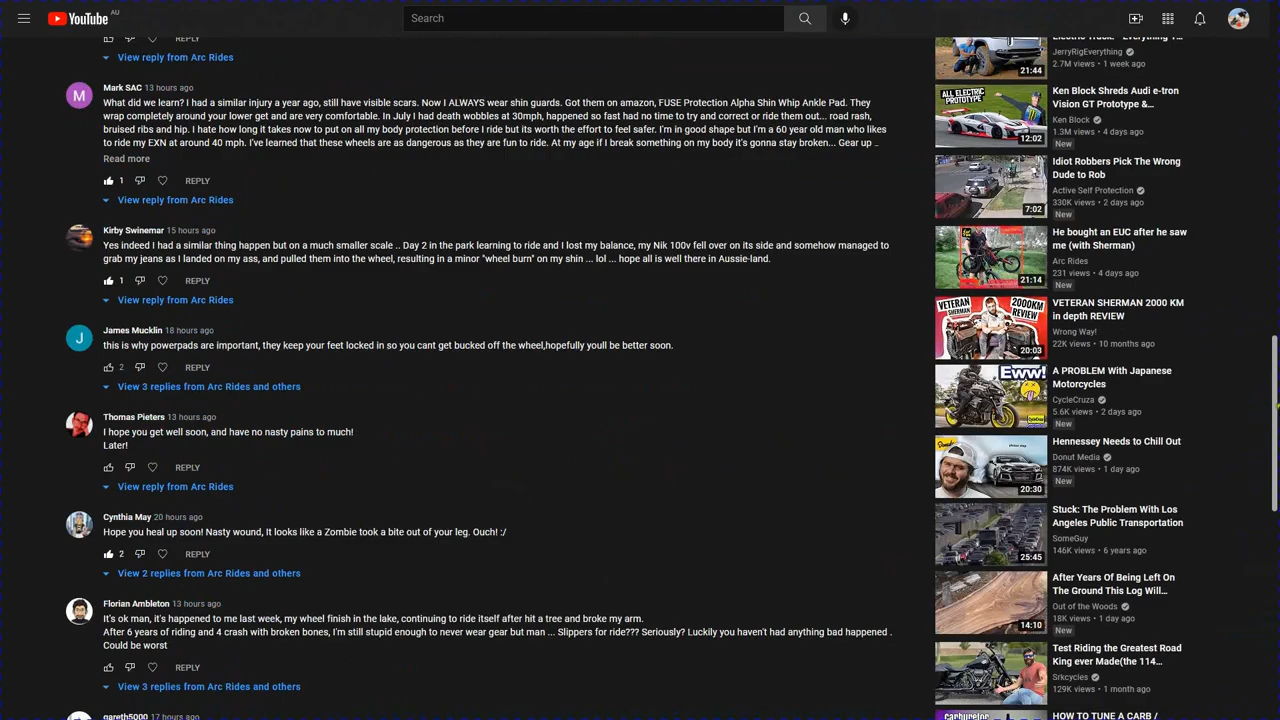 YouTube AU
Search
REPLY
View reply from Arc Rides
M
Mark SAC 13 hours ago
What did we learn? I had a similar injury a year ago, still have visible scars. Now I ALWAYS wear shin guards. Got them on amazon, FUSE Protection Alpha Shin Whip Ankle Pad. They
wrap completely around your lower get and are very comfortable. In July I had death wobbles at 30mph, happened so fast had no time to try and correct or ride them out... road rash,
bruised ribs and hip. I hate how long it takes now to put on all my body protection before I ride but its worth the effort to feel safer. I'm in good shape but I'm a 60 year old man who likes
to ride my EXN at around 40 mph. I've learned that these wheels are as dangerous as they are fun to ride. At my age if I break something on my body it's gonna stay broken... Gear up ..
Read more
1 REPLY
View reply from Arc Rides
Kirby Swinemar 15 hours ago
Yes indeed I had a similar thing happen but on a much smaller scale .. Day 2 in the park learning to ride and I lost my balance, my Nik 100v fell over on its side and somehow managed to
grab my jeans as I landed on my ass, and pulled them into the wheel, resulting in a minor "wheel burn" on my shin ... lol ... hope all is well there in Aussie-land.
1 REPLY
View reply from Arc Rides
J
James Mucklin 18 hours ago
this is why powerpads are important, they keep your feet locked in so you cant get bucked off the wheel,hopefully youll be better soon.
2 REPLY
View 3 replies from Arc Rides and others
Thomas Pieters 13 hours ago
I hope you get well soon, and have no nasty pains to much!
Later!
REPLY
View reply from Arc Rides
Cynthia May 20 hours ago
Hope you heal up soon! Nasty wound, It looks like a Zombie took a bite out of your leg. Ouch! :/
2 REPLY
View 2 replies from Arc Rides and others
Florian Ambleton 13 hours ago
It's ok man, it's happened to me last week, my wheel finish in the lake, continuing to ride itself after hit a tree and broke my arm.
After 6 years of riding and 4 crash with broken bones, I'm still stupid enough to never wear gear but man ... Slippers for ride??? Seriously? Luckily you haven't had anything bad happened .
Could be worst
REPLY
View 3 replies from Arc Rides and others
gareth5000 17 hours ago
21:44
Electric Truck. - Everything T...
JerryRigEverything
2.7M views • 1 week ago
ALL ELECTRIC
PROTOTYPE
12:02
Ken Block Shreds Audi e-tron
Vision GT Prototype &...
Ken Block
1.3M views • 4 days ago
New
7:02
Idiot Robbers Pick The Wrong
Dude to Rob
Active Self Protection
330K views • 2 days ago
New
21:14
He bought an EUC after he saw
me (with Sherman)
Arc Rides
231 views • 4 days ago
New
VETERAN
SHERMAN
2000KM
REVIEW
20:03
VETERAN SHERMAN 2000 KM
in depth REVIEW
Wrong Way!
22K views • 10 months ago
Eww!
A PROBLEM With Japanese
Motorcycles
CycleCruza
5.6K views • 2 days ago
New
Donut
20:30
Hennessey Needs to Chill Out
Donut Media
874K views • 1 day ago
New
25:45
Stuck: The Problem With Los
Angeles Public Transportation
SomeGuy
146K views • 6 years ago
14:10
After Years Of Being Left On
The Ground This Log Will...
Out of the Woods
18K views • 1 day ago
New
Test Riding the Greatest Road
King ever Made(the 114...
Srkcycles
129K views • 1 month ago
carburetor
HOW TO TUNE A CARB /